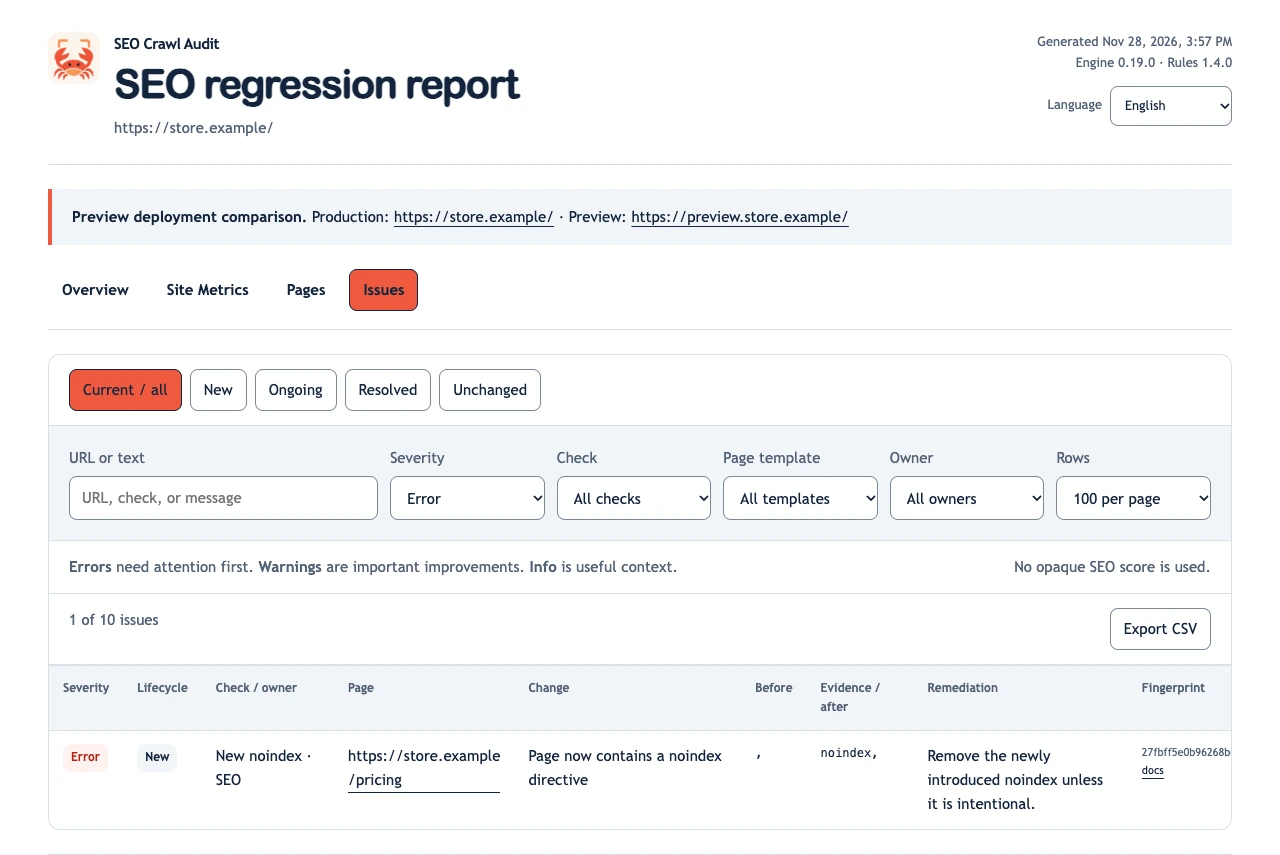 SEO Crawl Audit
SEO regression report
https://store.example/
Generated Nov 28, 2026, 3:57 PM
Engine 0.19.0 · Rules 1.4.0
Language English
Preview deployment comparison. Production: https://store.example/ · Preview: https://preview.store.example/
Overview Site Metrics Pages Issues
Current / all New Ongoing Resolved Unchanged
URL or text Severity Check Page template Owner Rows
URL, check, or message Error All checks All templates All owners 100 per page
Errors need attention first. Warnings are important improvements. Info is useful context. No opaque SEO score is used.
1 of 10 issues Export CSV
Severity Lifecycle Check / owner Page Change Before Evidence / after Remediation Fingerprint
Error New New noindex · SEO https://store.example/pricing Page now contains a noindex directive , noindex, Remove the newly introduced noindex unless it is intentional. 27fbff5e0b96268b
docs